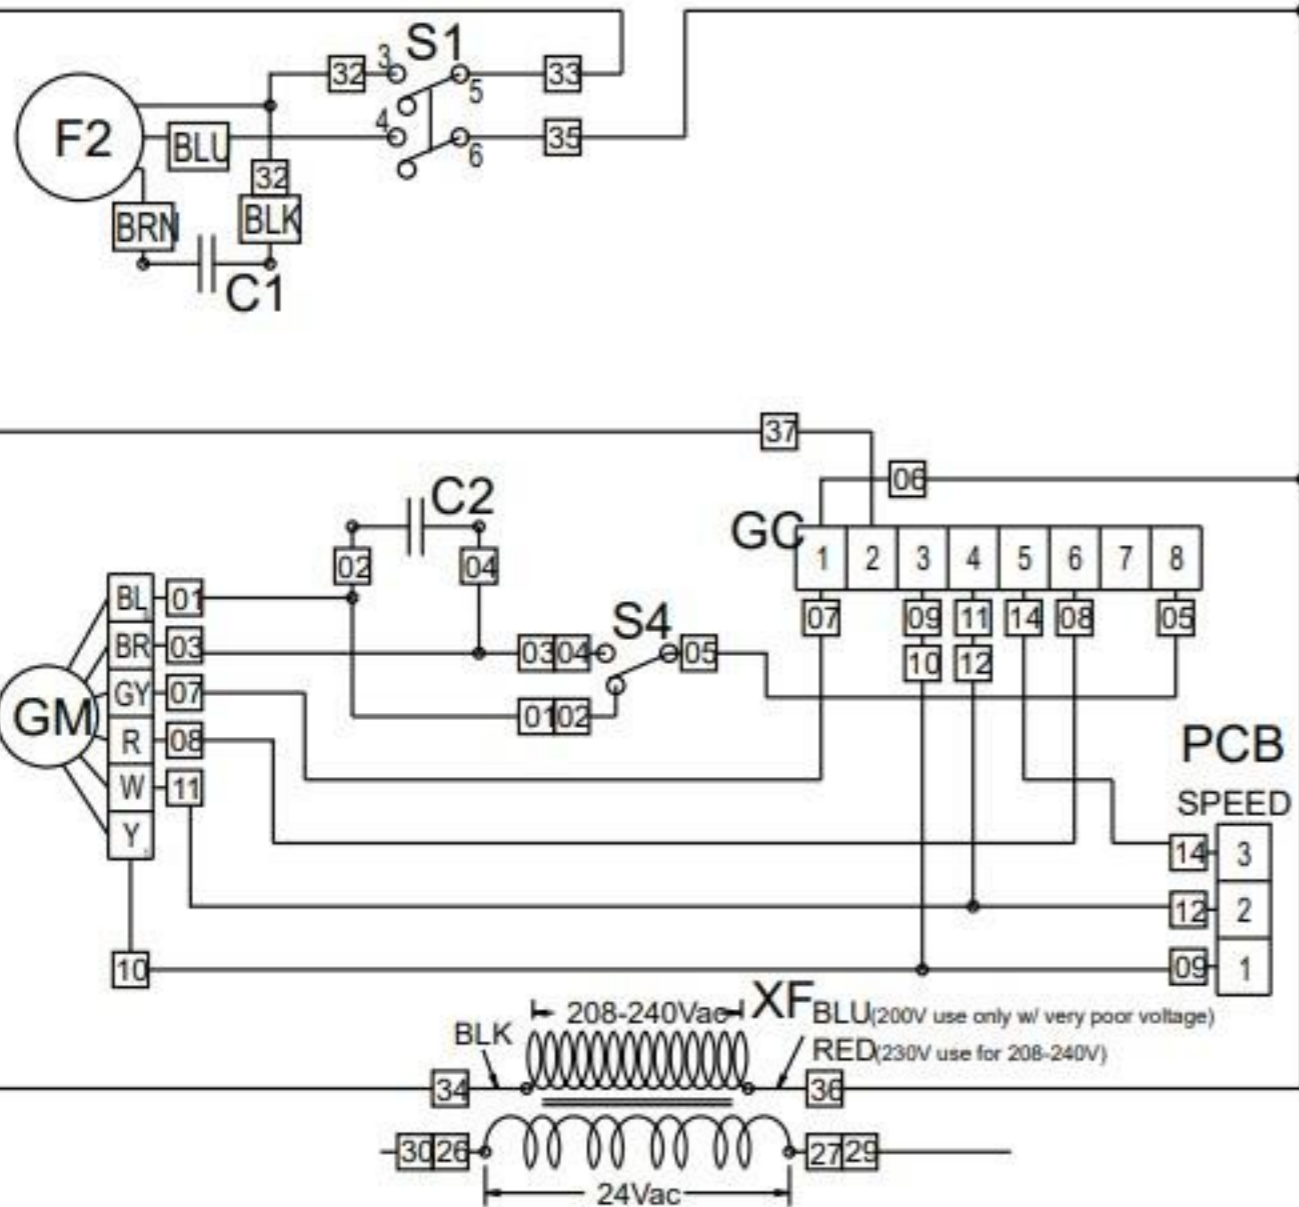 S1
32
3
5
33
F2
BLU
4
6
35
32
BRN
BLK
C1
37
06
C2
GC
1 2 3 4 5 6 7 8
02
04
07 09 11 14 08 05
10 12
BL 01
BR 03
GY 07
R 08
W 11
Y
GM
S4
03 04
05
01 02
PCB
SPEED
14 3
12 2
09 1
10
208-240Vac
XF
BLU(200V use only w/ very poor voltage)
BLK
RED(230V use for 208-240V)
34
36
30 26
27 29
24Vac